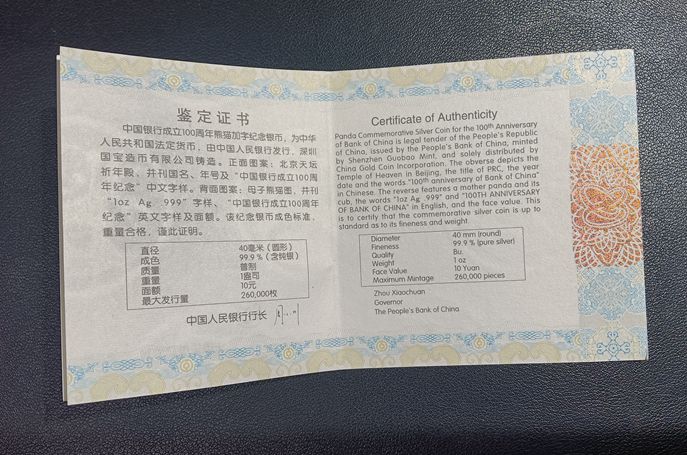 鉴定证书
中国银行成立100周年熊猫加字纪念银币，为中华
人民共和国法定货币，由中国人民银行发行，深圳
国宝造币有限公司铸造。正面图案：北京天坛
祈年殿，并刊国名、年号及“中国银行成立100周
年纪念”中文字样。背面图案：母子熊猫图，并刊
“1oz Ag .999”字样、“中国银行成立100周年
纪念”英文字样及面额。该纪念银币成色标准，
重量合格，谨此证明。
直径 40毫米（圆形）
成色 99.9%（含纯银）
质量 普制
重量 1盎司
面额 10元
最大发行量 260,000枚
中国人民银行行长
Certificate of Authenticity
Panda Commemorative Silver Coin for the 100th Anniversary
of Bank of China is legal tender of the People's Republic
of China, issued by the People's Bank of China, minted
by Shenzhen Guobao Mint, and solely distributed by
China Gold Coin Incorporation. The obverse depicts the
Temple of Heaven in Beijing, the title of PRC, the year
date and the words "100th anniversary of Bank of China"
in Chinese. The reverse features a mother panda and its
cub, the words "1oz Ag .999" and "100TH ANNIVERSARY
OF BANK OF CHINA" in English, and the face value. This
is to certify that the commemorative silver coin is up to
standard as to its fineness and weight.
Diameter 40 mm (round)
Fineness 99.9 % (pure silver)
Quality Bu.
Weight 1 oz
Face Value 10 Yuan
Maximum Mintage 260,000 pieces
Zhou Xiaochuan
Governor
The People's Bank of China